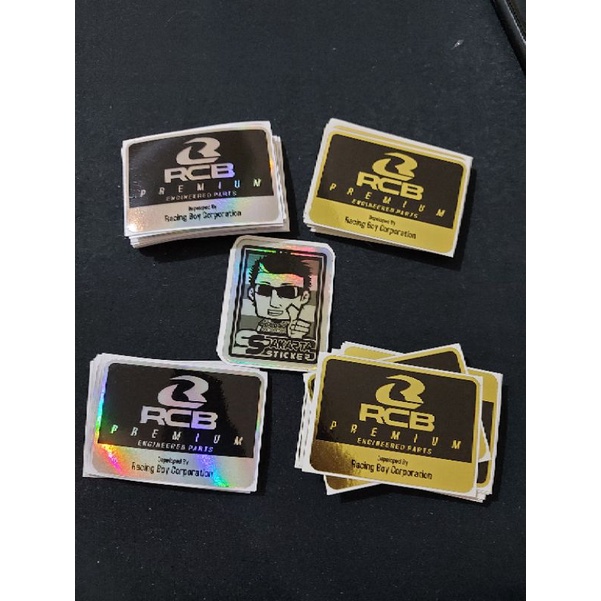 RCB
PREMIUM
ENGINEERED PARTS
Developed By
Racing Boy Corporation
RCB
PREMIUM
ENGINEERED PARTS
Developed By
Racing Boy Corporation
JAKARTA
STICKER
RCB
PREMIUM
ENGINEERED PARTS
Developed By
Racing Boy Corporation
RCB
PREMIUM
ENGINEERED PARTS
Developed By
Racing Boy Corporation